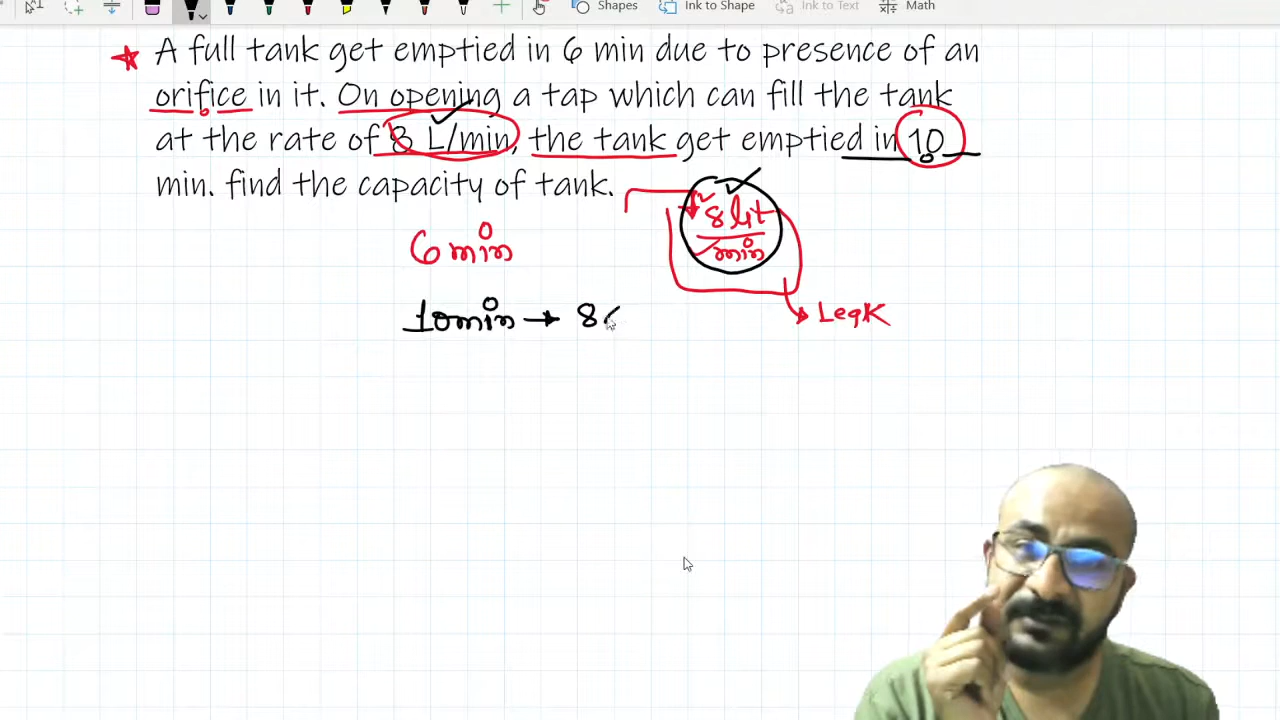 Shapes Ink to Shape Ink to Text Math
A full tank get emptied in 6 min due to presence of an
orifice in it. On opening a tap which can fill the tank
at the rate of 8 L/min, the tank get emptied in 10
min. find the capacity of tank.
8 lit
min
6 min
10 min → 8
Leak